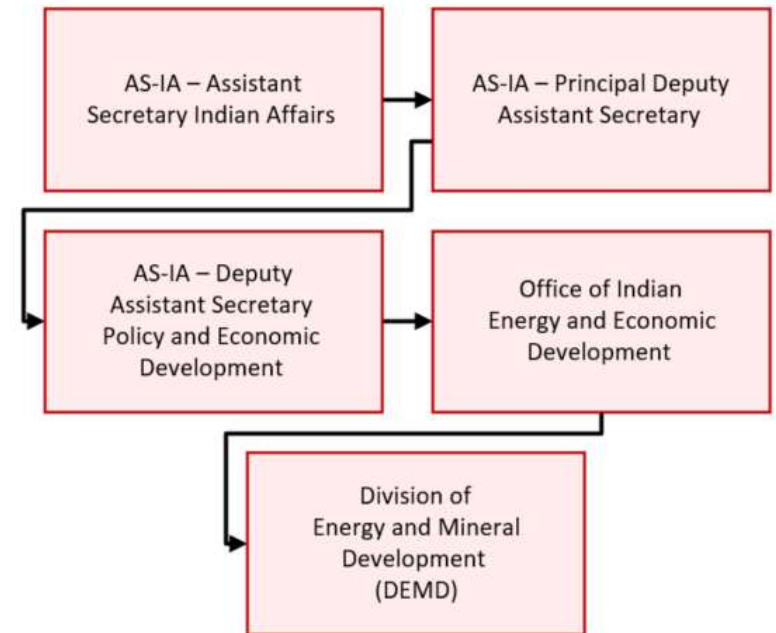 AS-IA – Assistant
Secretary Indian Affairs
AS-IA – Principal Deputy
Assistant Secretary
AS-IA – Deputy
Assistant Secretary
Policy and Economic
Development
Office of Indian
Energy and Economic
Development
Division of
Energy and Mineral
Development
(DEMD)